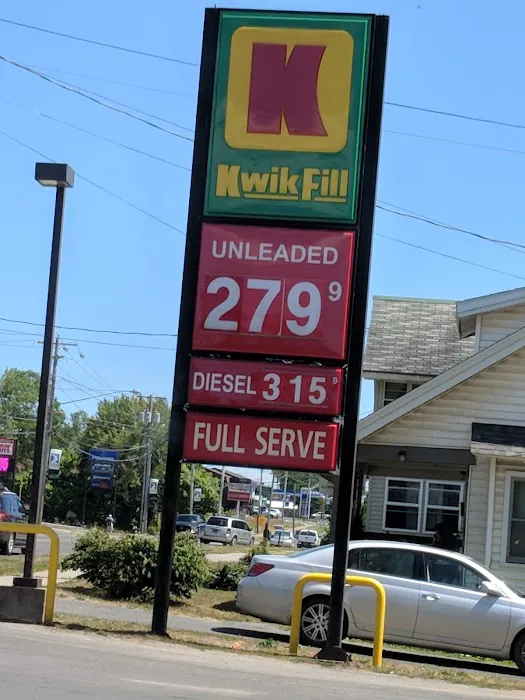 K
KwikFill
UNLEADED
279 9
DIESEL 315 9
FULL SERVE